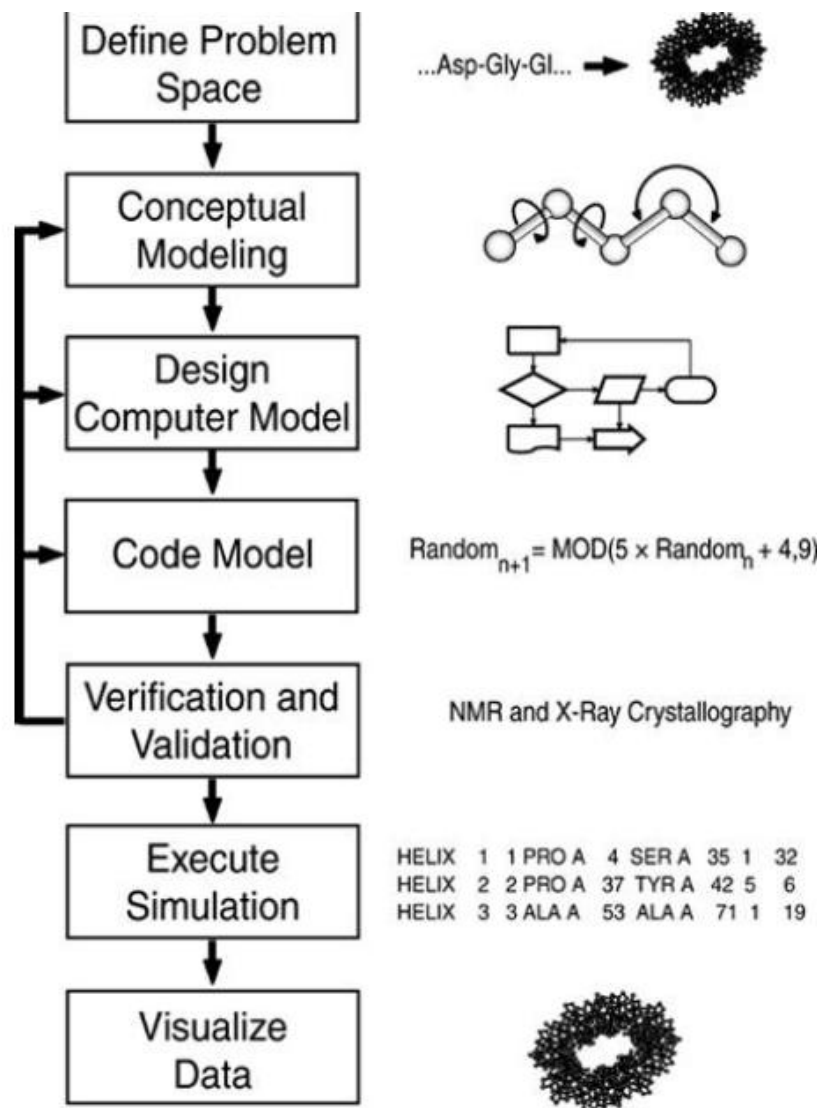 Define Problem
Space
...Asp-Gly-Gl...
Conceptual
Modeling
Design
Computer Model
Code Model
Randomn+1= MOD(5 × Randomn + 4,9)
Verification and
Validation
NMR and X-Ray Crystallography
Execute
Simulation
HELIX 1 1 PRO A 4 SER A 35 1 32
HELIX 2 2 PRO A 37 TYR A 42 5 6
HELIX 3 3 ALA A 53 ALA A 71 1 19
Visualize
Data